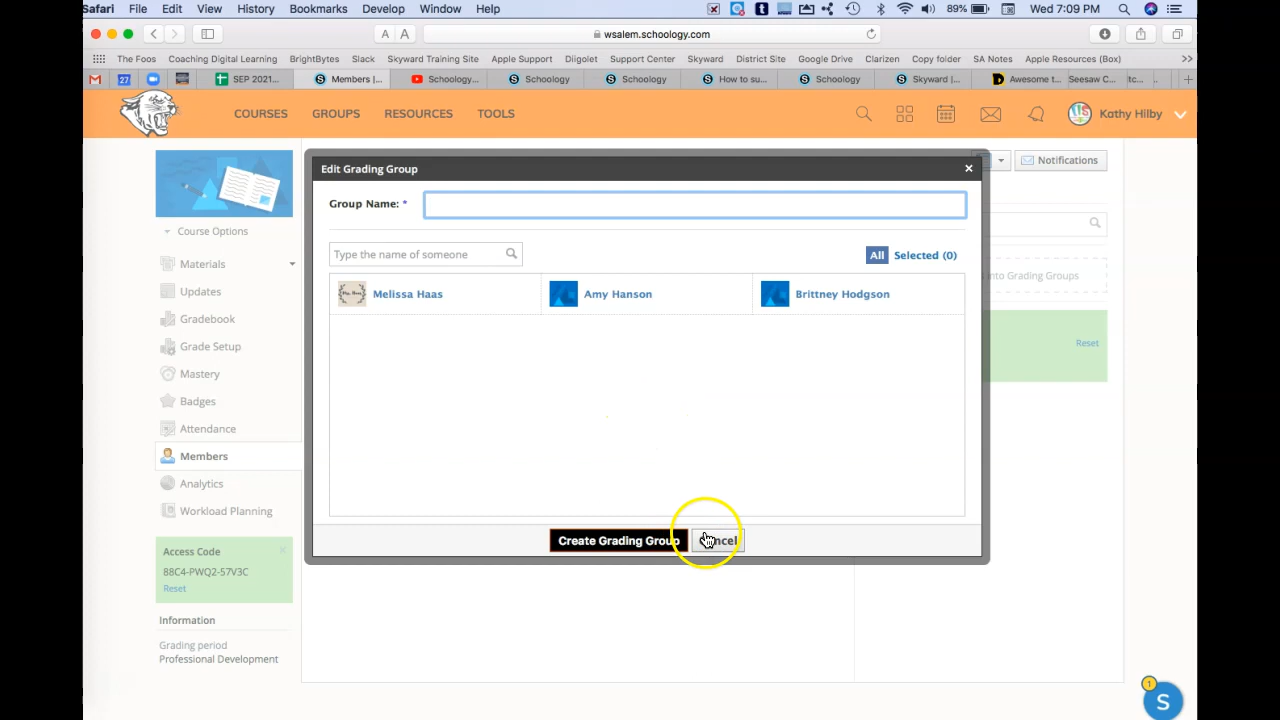 Safari File Edit View History Bookmarks Develop Window Help 89% Wed 7:09 PM
A A wsalem.schoology.com
The Foos Coaching Digital Learning BrightBytes Slack Skyward Training Site Apple Support Diigolet Support Center Skyward District Site Google Drive Clarizen Copy folder SA Notes Apple Resources (Box) >>
27 SEP 2021... Members |... Schoology... Schoology Schoology How to su... Schoology Skyward |... Awesome t... Seesaw C... tc...
COURSES GROUPS RESOURCES TOOLS Kathy Hilby
Edit Grading Group
Notifications
Group Name: *
Course Options
Type the name of someone All Selected (0)
Materials
into Grading Groups
Updates
Melissa Haas Amy Hanson Brittney Hodgson
Gradebook
Grade Setup
Reset
Mastery
Badges
Attendance
Members
Analytics
Workload Planning
Create Grading Group Cancel
Access Code
88C4-PWQ2-57V3C
Reset
Information
Grading period
Professional Development
1
S